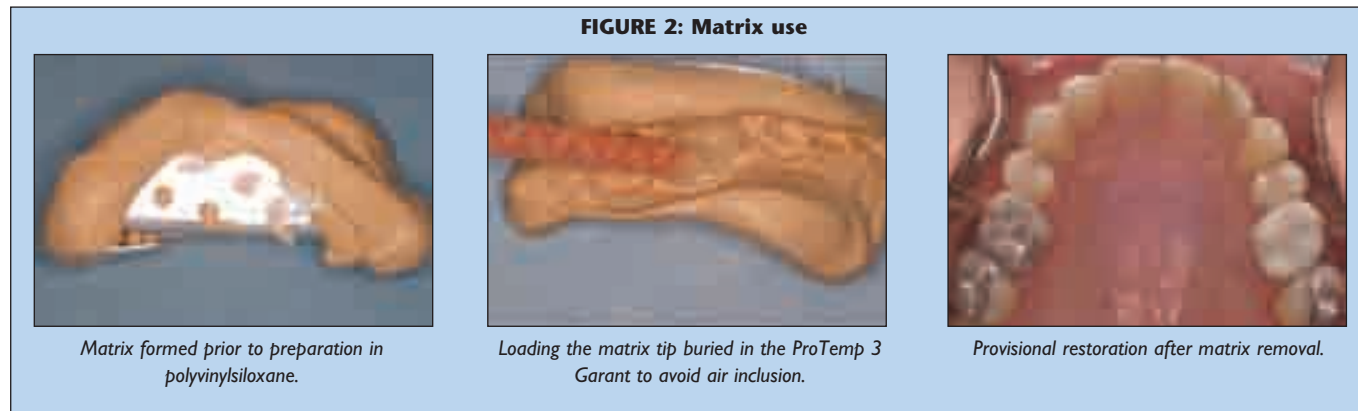 FIGURE 2: Matrix use
Matrix formed prior to preparation in
polyvinylsiloxane.
Loading the matrix tip buried in the ProTemp 3
Garant to avoid air inclusion.
Provisional restoration after matrix removal.